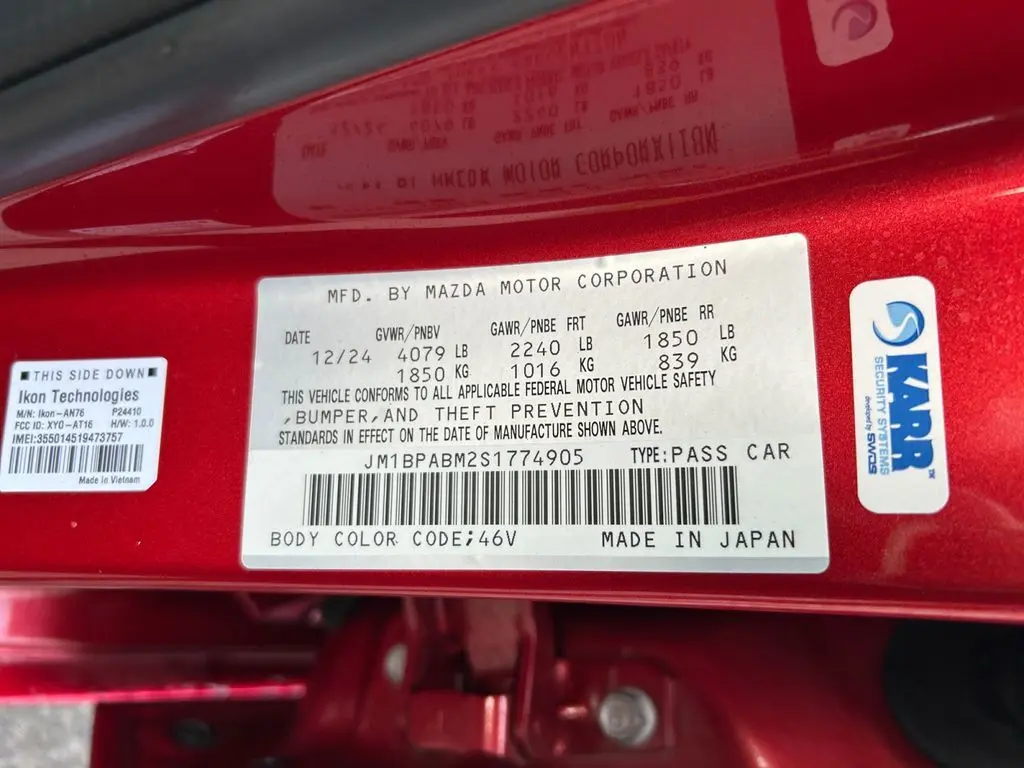 MFD. BY MAZDA MOTOR CORPORATION
DATE GVWR/PNBV GAWR/PNBE FRT GAWR/PNBE RR
12/24 4079 LB 2240 LB 1850 LB
1850 KG 1016 KG 839 KG
THIS VEHICLE CONFORMS TO ALL APPLICABLE FEDERAL MOTOR VEHICLE SAFETY
,BUMPER,AND THEFT PREVENTION
STANDARDS IN EFFECT ON THE DATE OF MANUFACTURE SHOWN ABOVE.
JM1BPABM2S1774905 TYPE:PASS CAR
BODY COLOR CODE;46V MADE IN JAPAN
THIS SIDE DOWN
Ikon Technologies
M/N: Ikon-AN76 P24410
FCC ID: XYO-AT16 H/W: 1.0.0
IMEI:355014519473757
Made in Vietnam
KARR™
SECURITY SYSTEMS
developed by SWDS